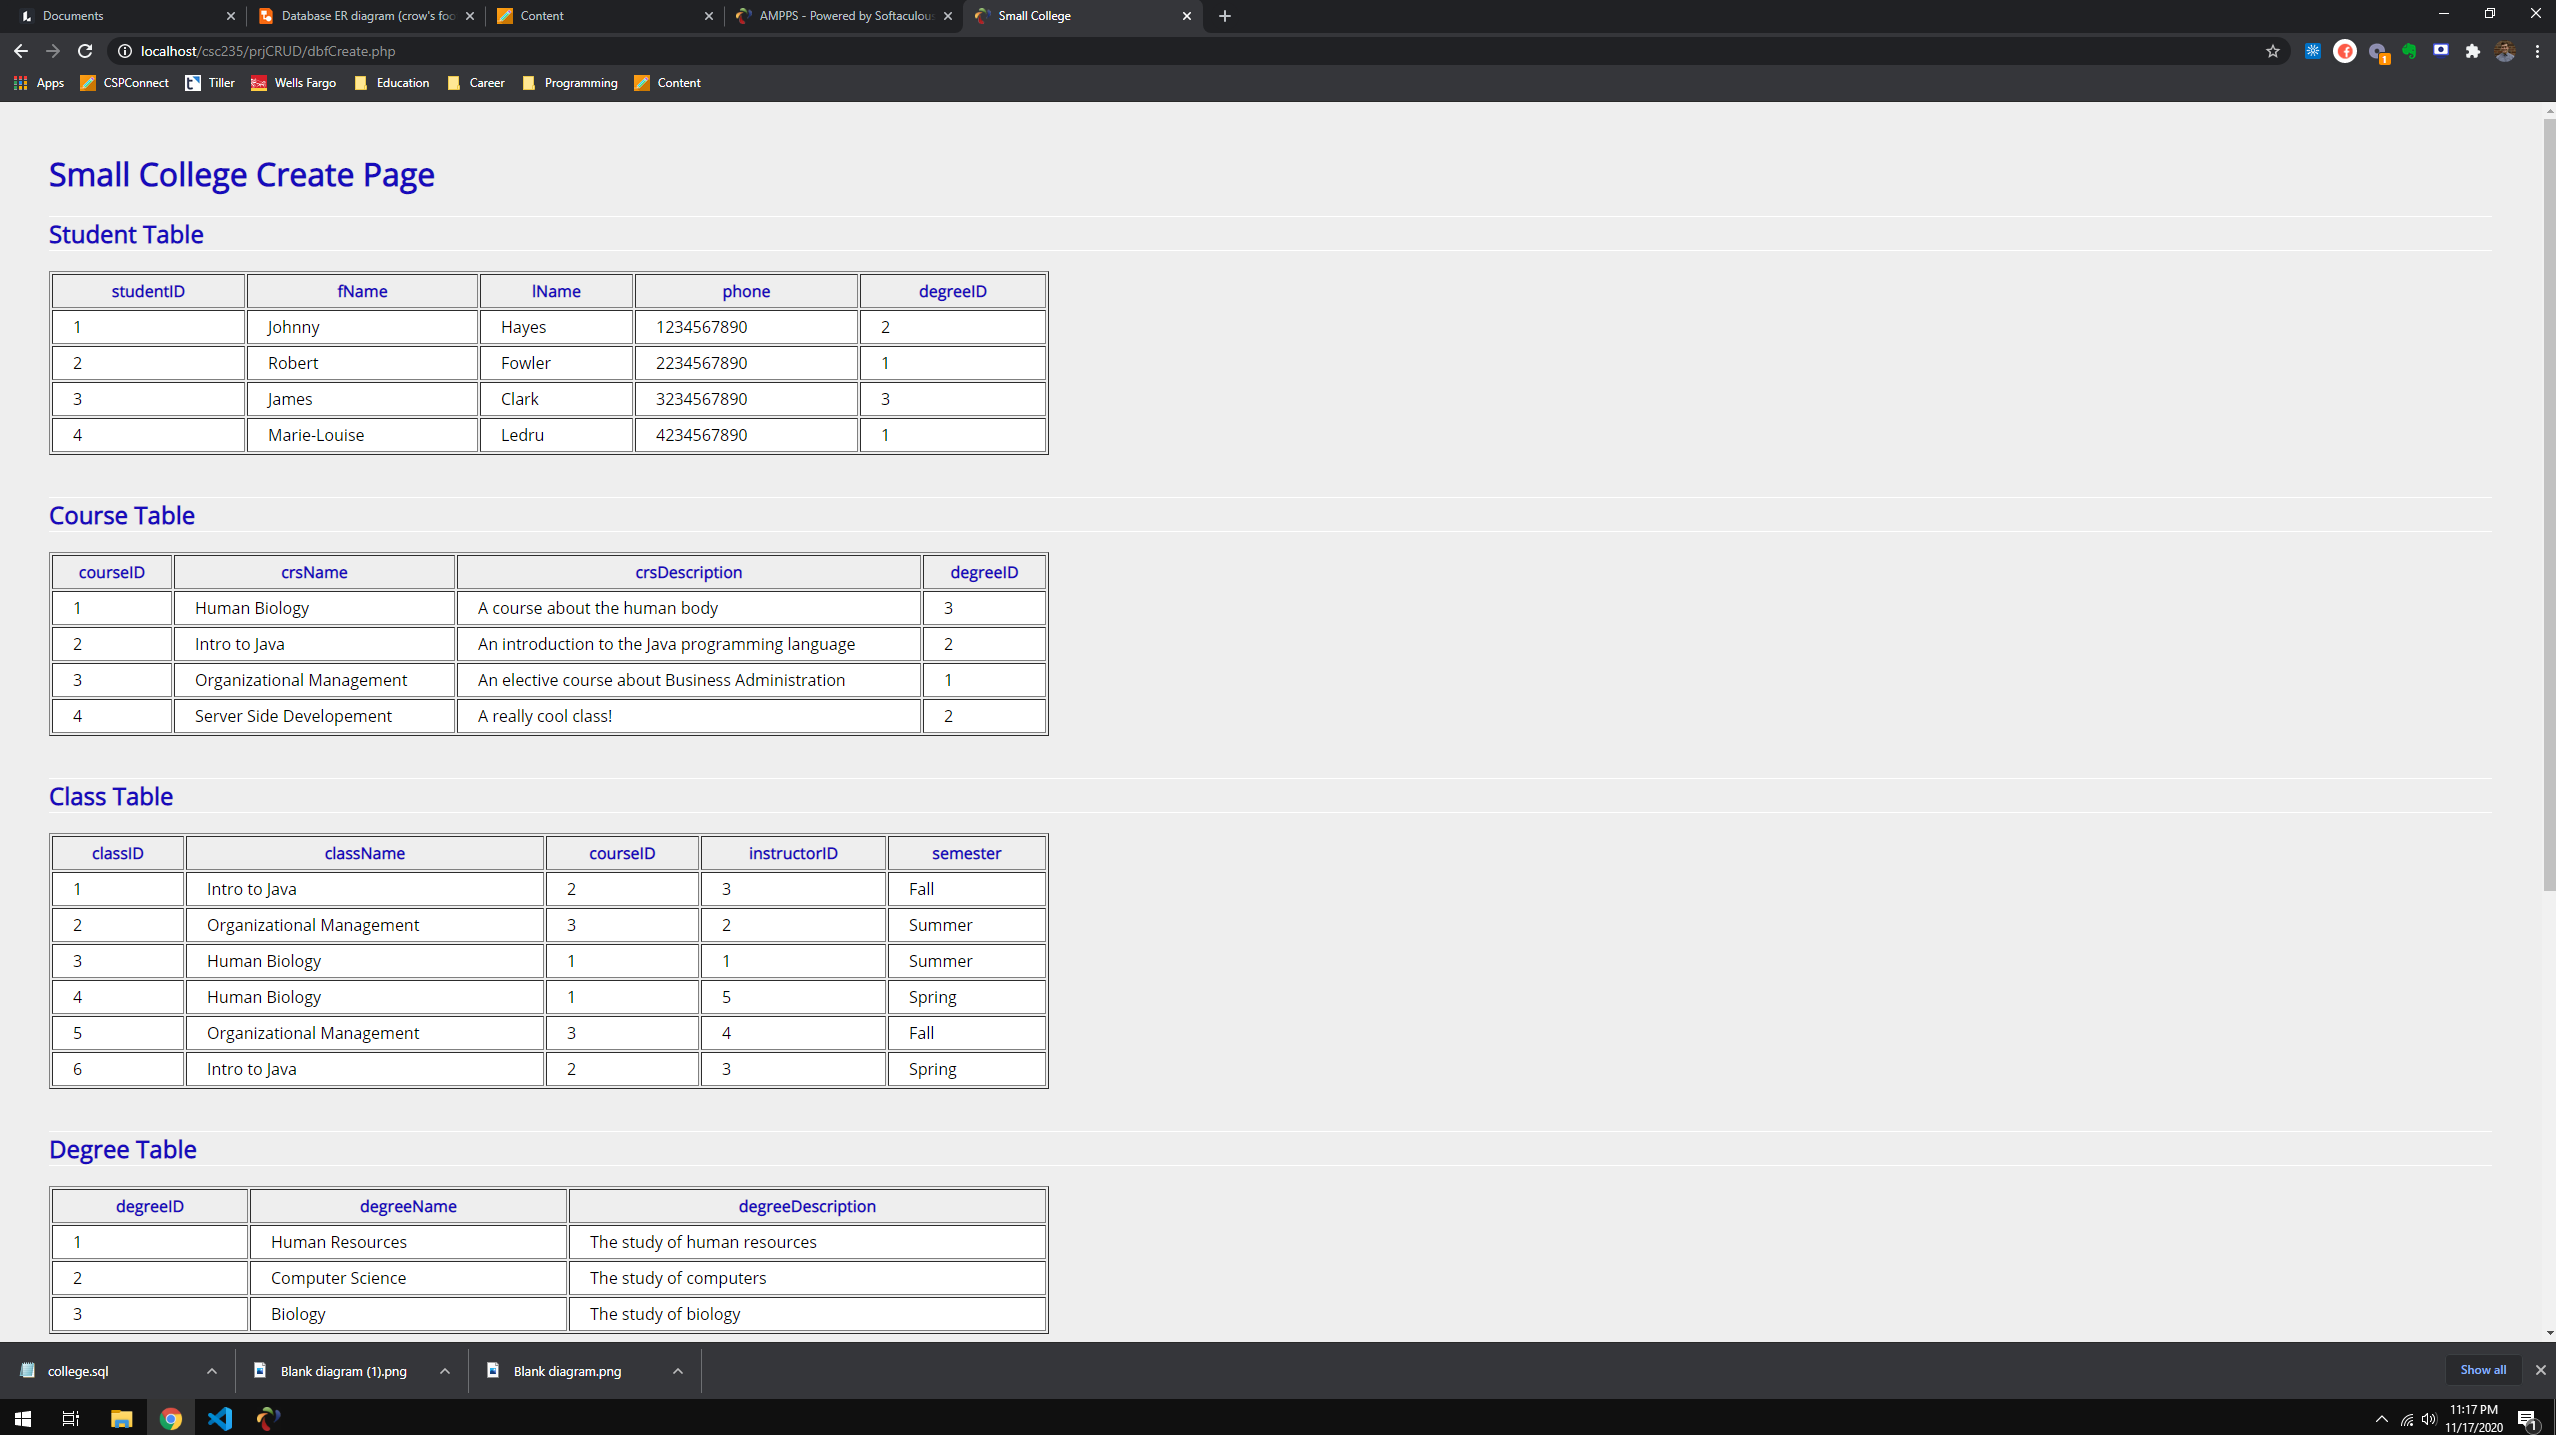 Documents
Database ER diagram (crow's foo
Content
AMPPS - Powered by Softaculous
Small College
localhost/csc235/prjCRUD/dbfCreate.php
1
Apps CSPConnect Tiller Wells Fargo Education Career Programming Content
Small College Create Page
Student Table
studentID fName lName phone degreeID
1 Johnny Hayes 1234567890 2
2 Robert Fowler 2234567890 1
3 James Clark 3234567890 3
4 Marie-Louise Ledru 4234567890 1
Course Table
courseID crsName crsDescription degreeID
1 Human Biology A course about the human body 3
2 Intro to Java An introduction to the Java programming language 2
3 Organizational Management An elective course about Business Administration 1
4 Server Side Developement A really cool class! 2
Class Table
classID className courseID instructorID semester
1 Intro to Java 2 3 Fall
2 Organizational Management 3 2 Summer
3 Human Biology 1 1 Summer
4 Human Biology 1 5 Spring
5 Organizational Management 3 4 Fall
6 Intro to Java 2 3 Spring
Degree Table
degreeID degreeName degreeDescription
1 Human Resources The study of human resources
2 Computer Science The study of computers
3 Biology The study of biology
college.sql Blank diagram (1).png Blank diagram.png Show all
11:17 PM
11/17/2020
1